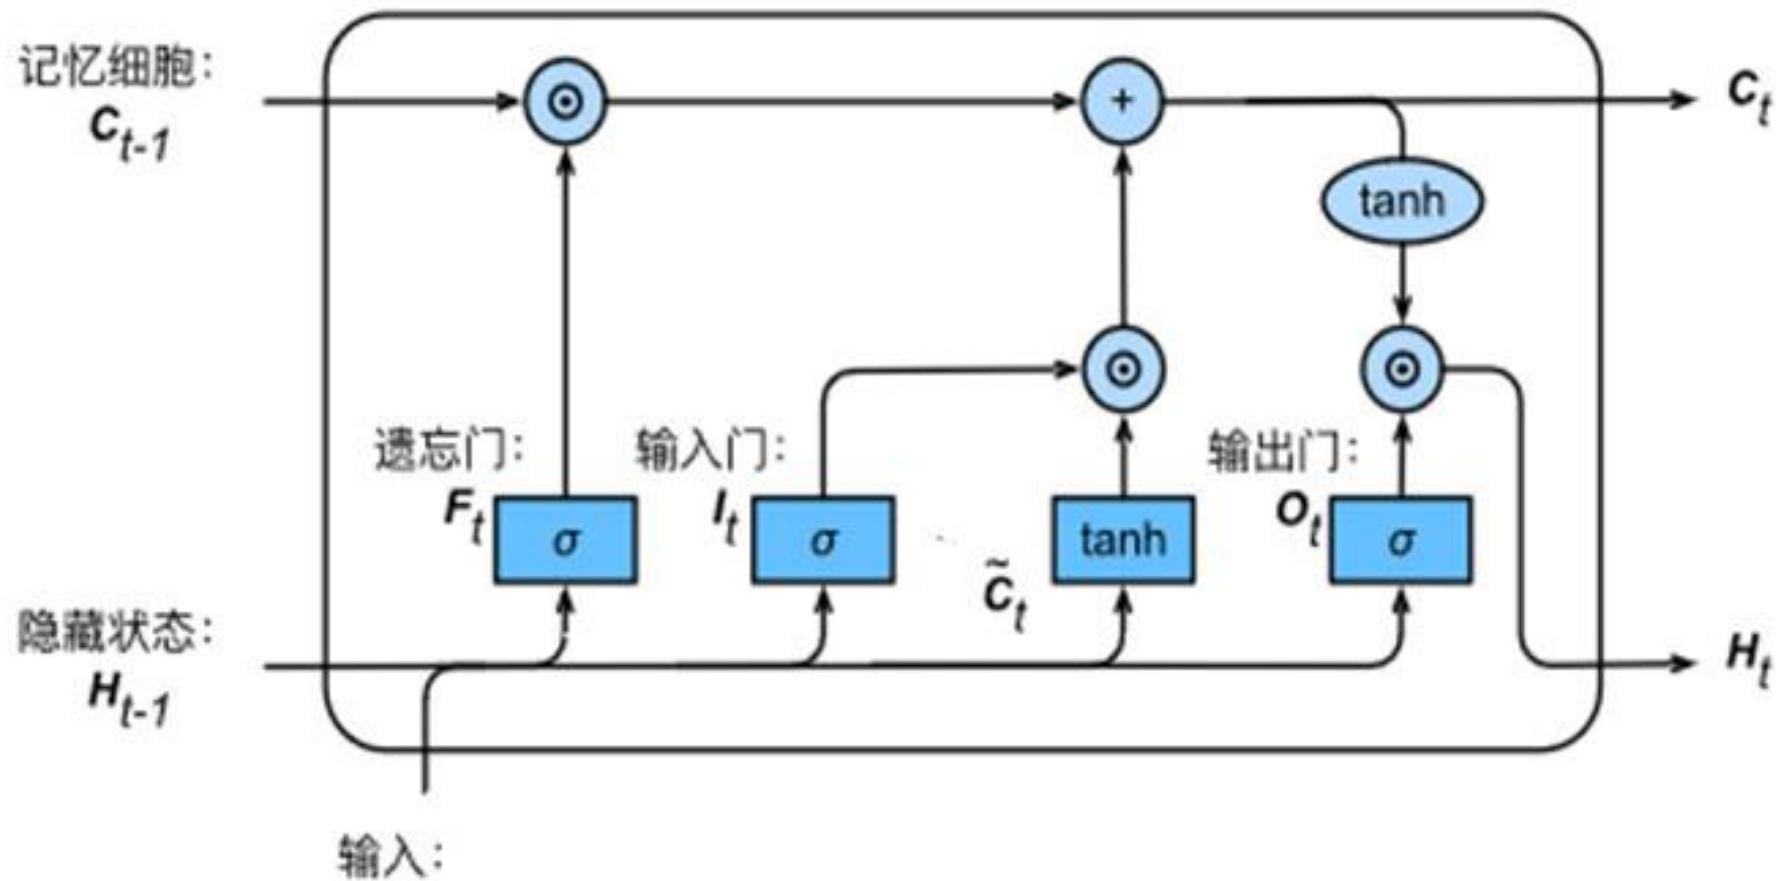 记忆细胞:
C_{t-1}
⊙
+
C_t
tanh
⊙
⊙
遗忘门:
F_t
σ
输入门:
I_t
σ
tanh
C̃_t
输出门:
O_t
σ
隐藏状态:
H_{t-1}
H_t
输入: